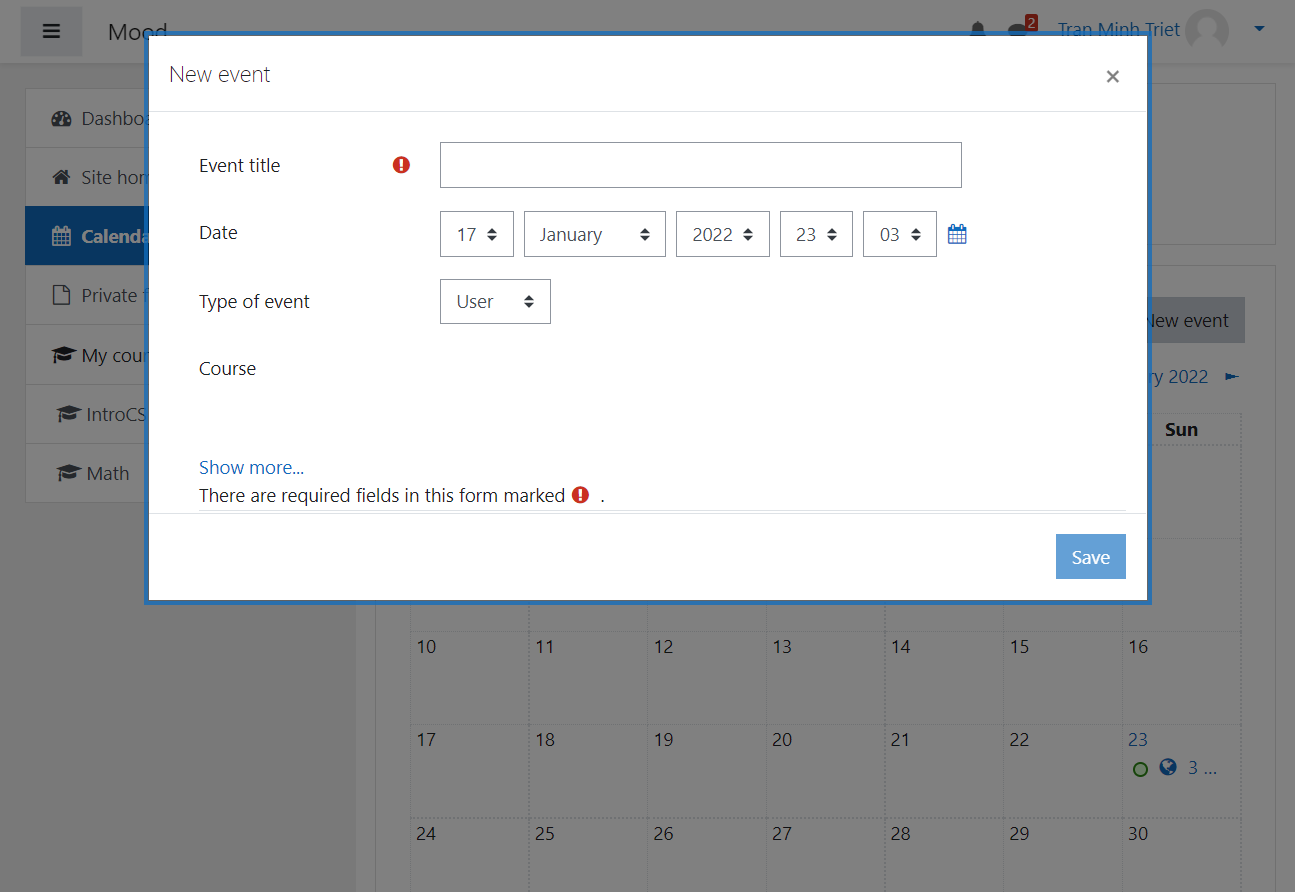 Mood
2
Tran Minh Triet
New event
×
Dashboa
Site hom
Calenda
Private f
My cour
IntroCS
Math
Event title
Date
17 January 2022 23 03
Type of event
User
Course
Show more...
There are required fields in this form marked .
Save
New event
ry 2022 ►
Sun
10 11 12 13 14 15 16
17 18 19 20 21 22 23
3 ...
24 25 26 27 28 29 30